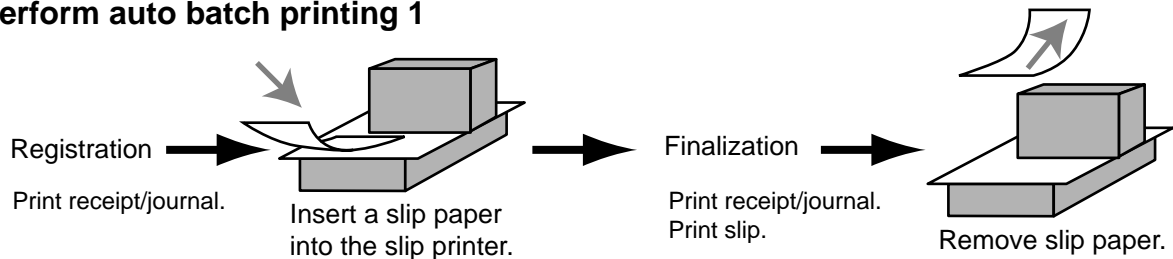 erform auto batch printing 1
Registration
Print receipt/journal.
Insert a slip paper
into the slip printer.
Finalization
Print receipt/journal.
Print slip.
Remove slip paper.